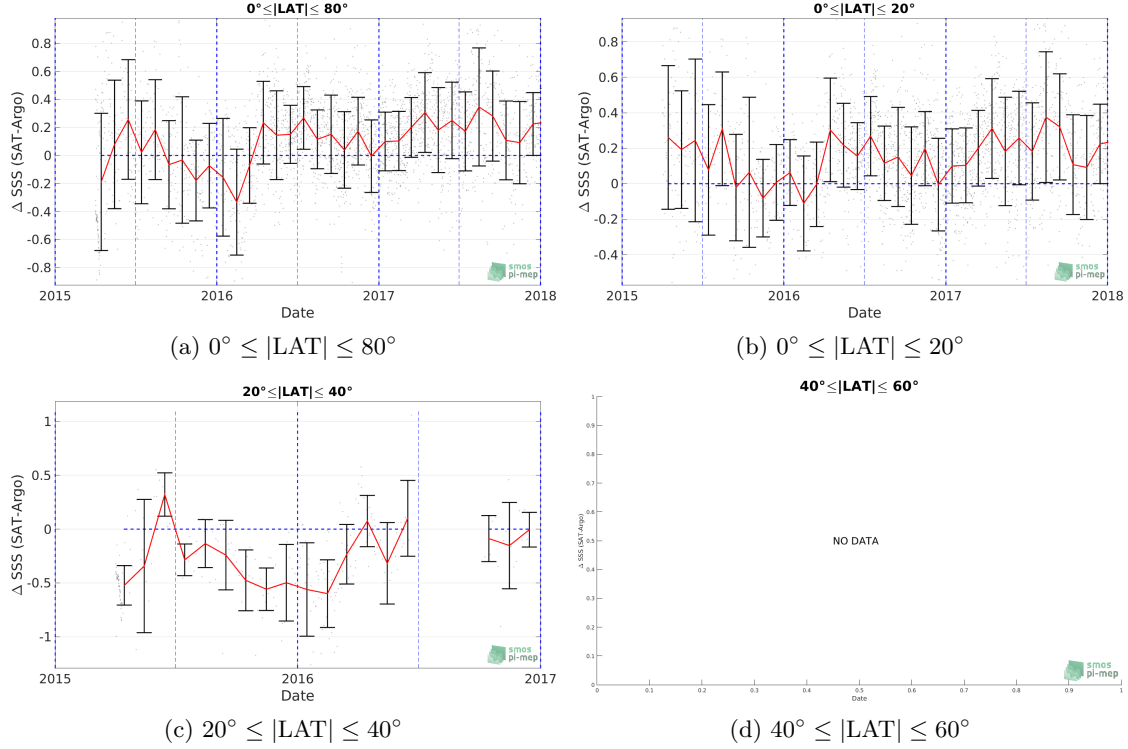 0°≤|LAT|≤ 80°
Δ SSS (SAT-Argo)
0.8
0.6
0.4
0.2
0
-0.2
-0.4
-0.6
-0.8
2015 2016 2017 2018
Date
smos
pi-mep
(a) 0° ≤ |LAT| ≤ 80°
0°≤|LAT|≤ 20°
Δ SSS (SAT-Argo)
0.8
0.6
0.4
0.2
0
-0.2
-0.4
2015 2016 2017 2018
Date
smos
pi-mep
(b) 0° ≤ |LAT| ≤ 20°
20°≤|LAT|≤ 40°
Δ SSS (SAT-Argo)
1
0.5
0
-0.5
-1
2015 2016 2017
Date
smos
pi-mep
(c) 20° ≤ |LAT| ≤ 40°
40°≤|LAT|≤ 60°
Δ SSS (SAT-Argo)
1
0.9
0.8
0.7
0.6
0.5
0.4
0.3
0.2
0.1
0
NO DATA
0 0.1 0.2 0.3 0.4 0.5 0.6 0.7 0.8 0.9 1
Date
smos
pi-mep
(d) 40° ≤ |LAT| ≤ 60°